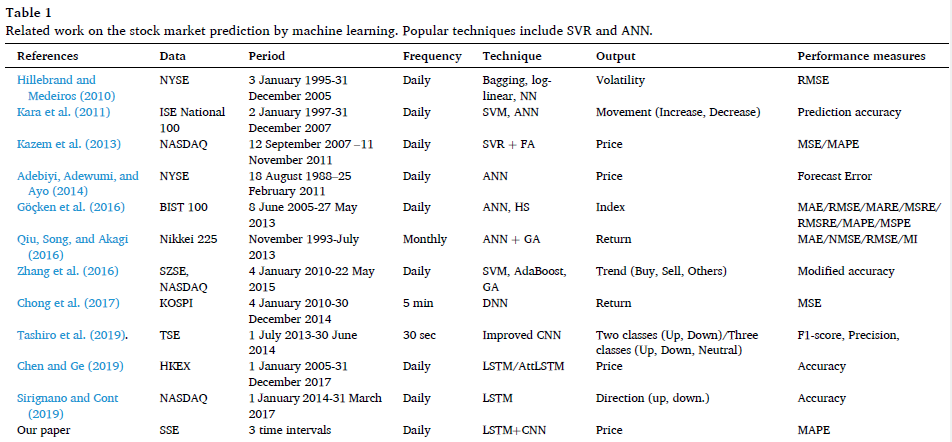 Table 1
Related work on the stock market prediction by machine learning. Popular techniques include SVR and ANN.
References Data Period Frequency Technique Output Performance measures
Hillebrand and NYSE 3 January 1995-31 Daily Bagging, log- Volatility RMSE
Medeiros (2010) December 2005 linear, NN
Kara et al. (2011) ISE National 2 January 1997-31 Daily SVM, ANN Movement (Increase, Decrease) Prediction accuracy
100 December 2007
Kazem et al. (2013) NASDAQ 12 September 2007 –11 Daily SVR + FA Price MSE/MAPE
November 2011
Adebiyi, Adewumi, and NYSE 18 August 1988–25 Daily ANN Price Forecast Error
Ayo (2014) February 2011
Göçken et al. (2016) BIST 100 8 June 2005-27 May Daily ANN, HS Index MAE/RMSE/MARE/MSRE/
2013 RMSRE/MAPE/MSPE
Qiu, Song, and Akagi Nikkei 225 November 1993-July Monthly ANN + GA Return MAE/NMSE/RMSE/MI
(2016) 2013
Zhang et al. (2016) SZSE, 4 January 2010-22 May Daily SVM, AdaBoost, Trend (Buy, Sell, Others) Modified accuracy
NASDAQ 2015 GA
Chong et al. (2017) KOSPI 4 January 2010-30 5 min DNN Return MSE
December 2014
Tashiro et al. (2019). TSE 1 July 2013-30 June 30 sec Improved CNN Two classes (Up, Down)/Three F1-score, Precision,
2014 classes (Up, Down, Neutral)
Chen and Ge (2019) HKEX 1 January 2005-31 Daily LSTM/AttLSTM Price Accuracy
December 2017
Sirignano and Cont NASDAQ 1 January 2014-31 March Daily LSTM Direction (up, down.) Accuracy
(2019) 2017
Our paper SSE 3 time intervals Daily LSTM+CNN Price MAPE